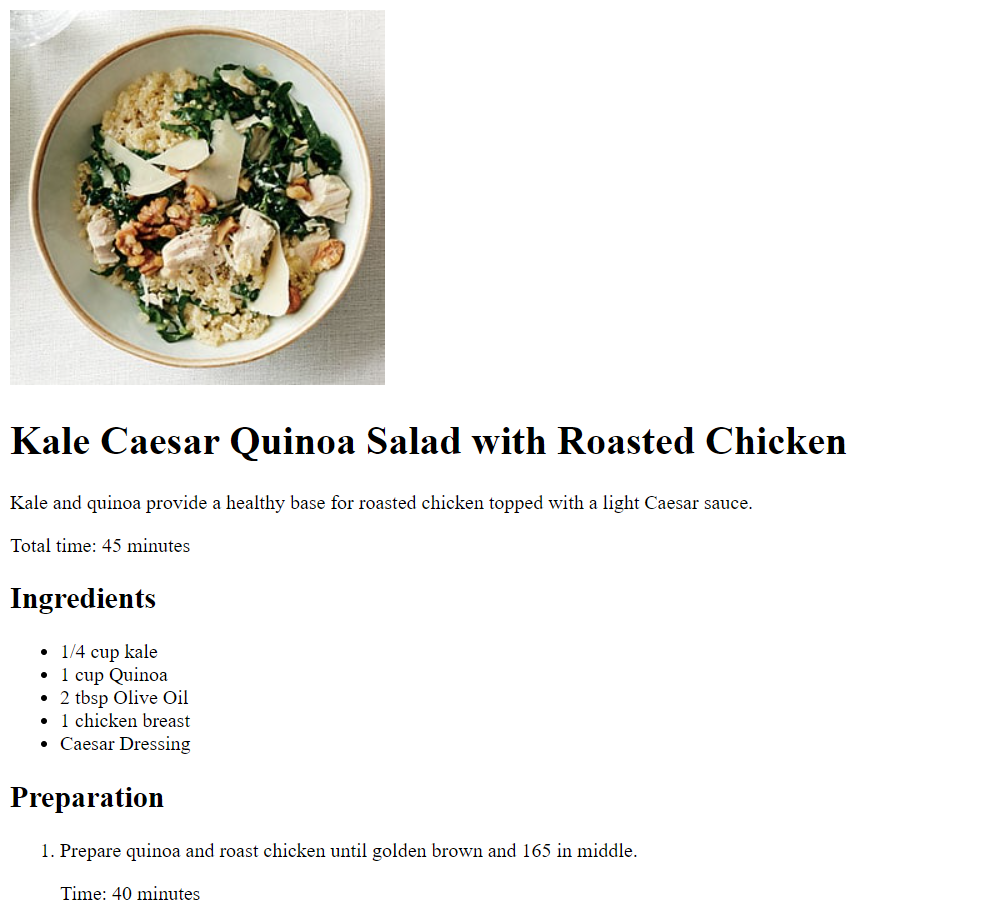 Kale Caesar Quinoa Salad with Roasted Chicken
Kale and quinoa provide a healthy base for roasted chicken topped with a light Caesar sauce.
Total time: 45 minutes
Ingredients
• 1/4 cup kale
• 1 cup Quinoa
• 2 tbsp Olive Oil
• 1 chicken breast
• Caesar Dressing
Preparation
1. Prepare quinoa and roast chicken until golden brown and 165 in middle.
Time: 40 minutes